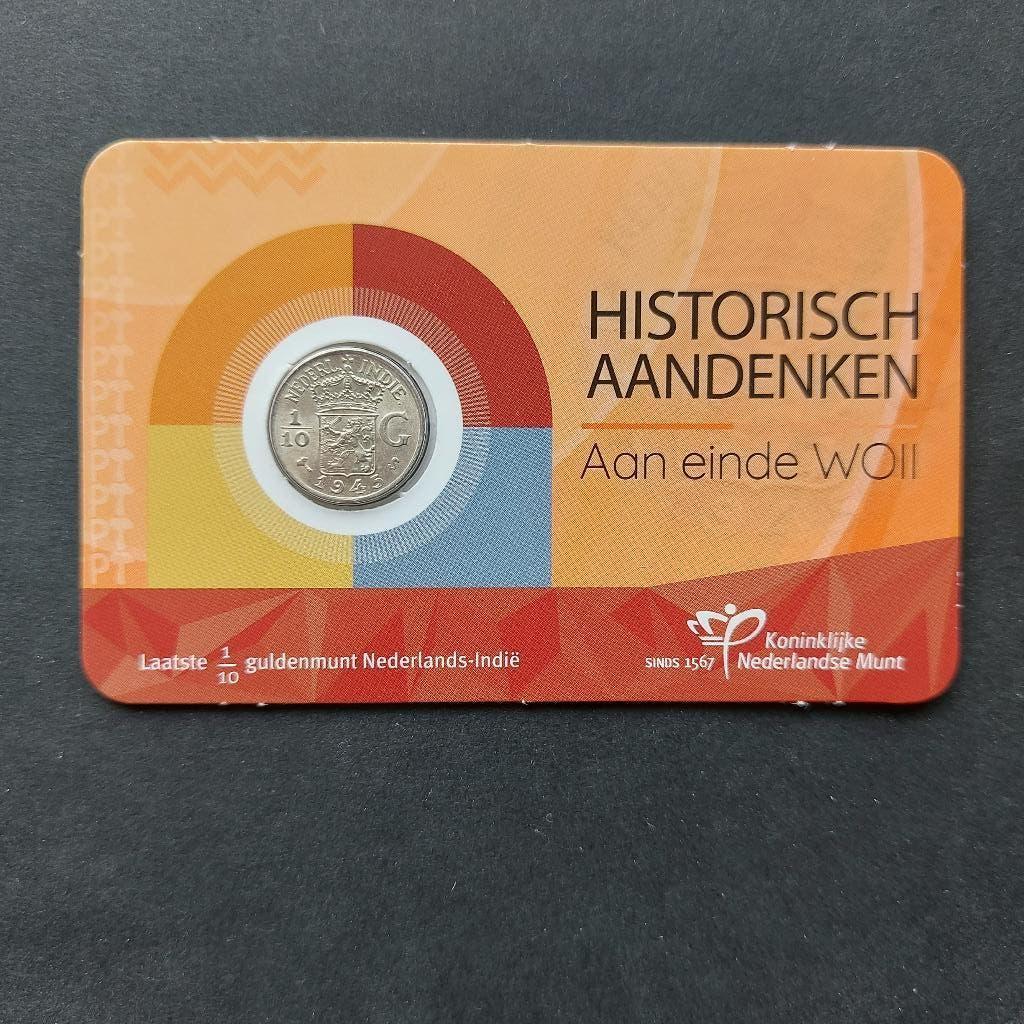 NEDERL. INDIE
1/10 G
S
1945
HISTORISCH
AANDENKEN
Aan einde WOII
Laatste 1/10 guldenmunt Nederlands-Indië
SINDS 1567
Koninklijke
Nederlandse Munt